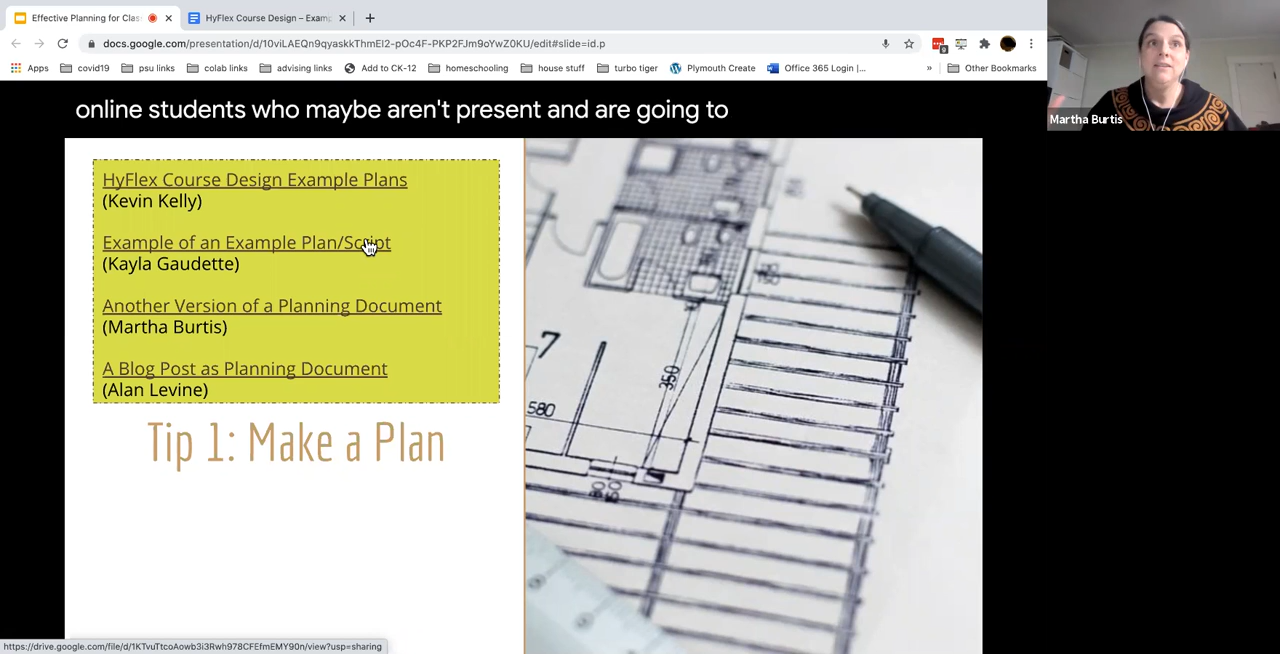 Effective Planning for Clas
HyFlex Course Design – Examp
docs.google.com/presentation/d/10viLAEQn9qyaskkThmEI2-pOc4F-PKP2FJm9oYwZ0KU/edit#slide=id.p
9
Apps
covid19
psu links
colab links
advising links
Add to CK-12
homeschooling
house stuff
turbo tiger
Plymouth Create
Office 365 Login |...
»
Other Bookmarks
Martha Burtis
online students who maybe aren't present and are going to
HyFlex Course Design Example Plans
(Kevin Kelly)
Example of an Example Plan/Script
(Kayla Gaudette)
Another Version of a Planning Document
(Martha Burtis)
A Blog Post as Planning Document
(Alan Levine)
Tip 1: Make a Plan
7
350
580
https://drive.google.com/file/d/1KTvuTtcoAowb3i3Rwh978CFEfmEMY90n/view?usp=sharing